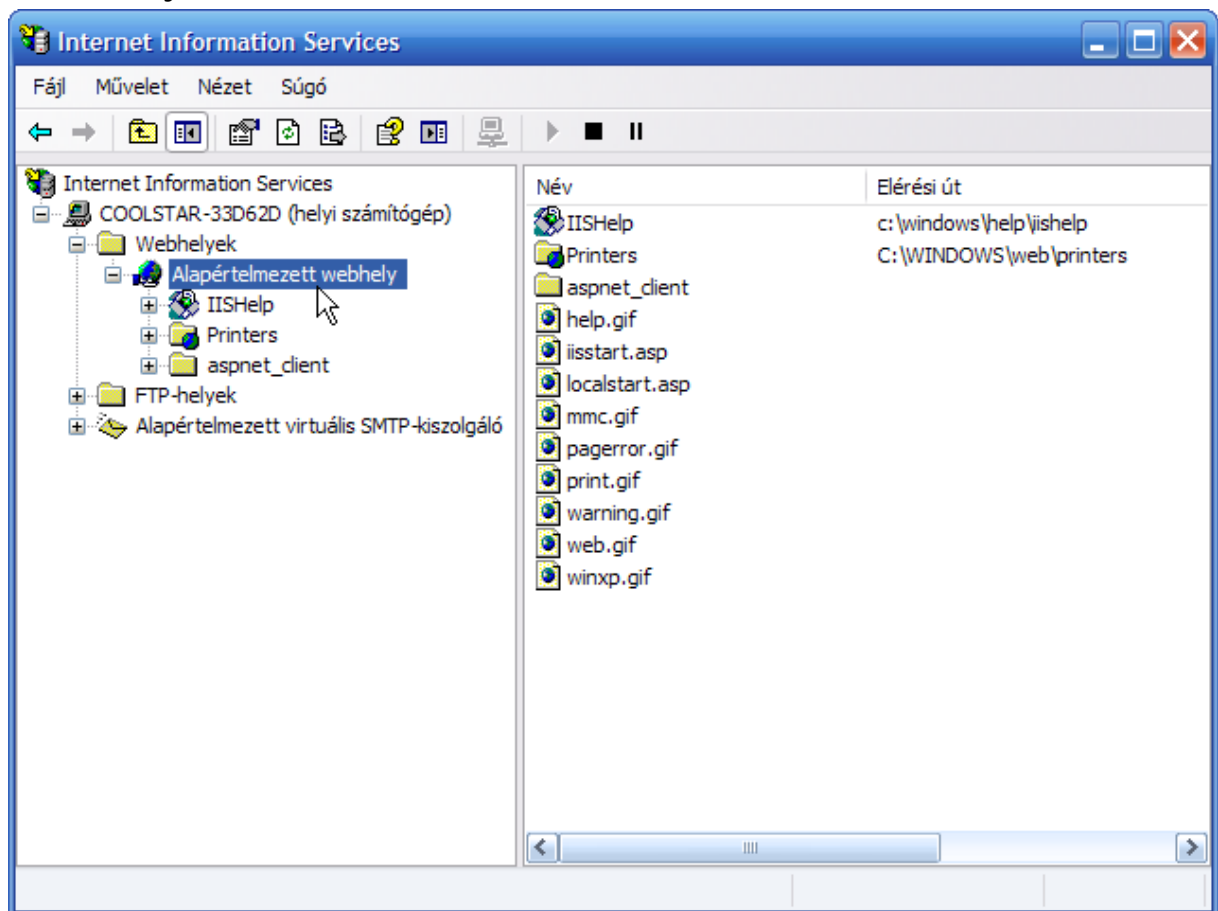 Internet Information Services
Fájl Művelet Nézet Súgó
Internet Information Services
COOLSTAR-33D62D (helyi számítógép)
Webhelyek
Alapértelmezett webhely
IISHelp
Printers
aspnet_client
FTP-helyek
Alapértelmezett virtuális SMTP-kiszolgáló
Név Elérési út
IISHelp c:\windows\help\iishelp
Printers C:\WINDOWS\web\printers
aspnet_client
help.gif
iisstart.asp
localstart.asp
mmc.gif
pagerror.gif
print.gif
warning.gif
web.gif
winxp.gif